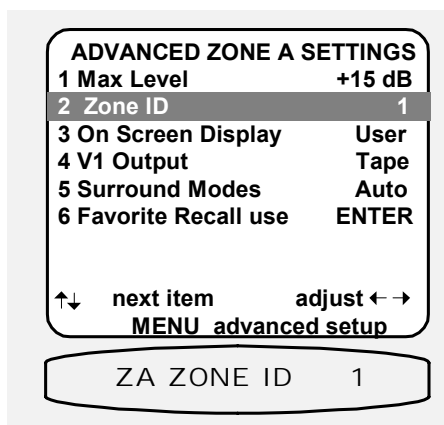 ADVANCED ZONE A SETTINGS
1 Max Level +15 dB
2 Zone ID 1
3 On Screen Display User
4 V1 Output Tape
5 Surround Modes Auto
6 Favorite Recall use ENTER
↑↓ next item adjust ←→
MENU advanced setup
ZA ZONE ID 1